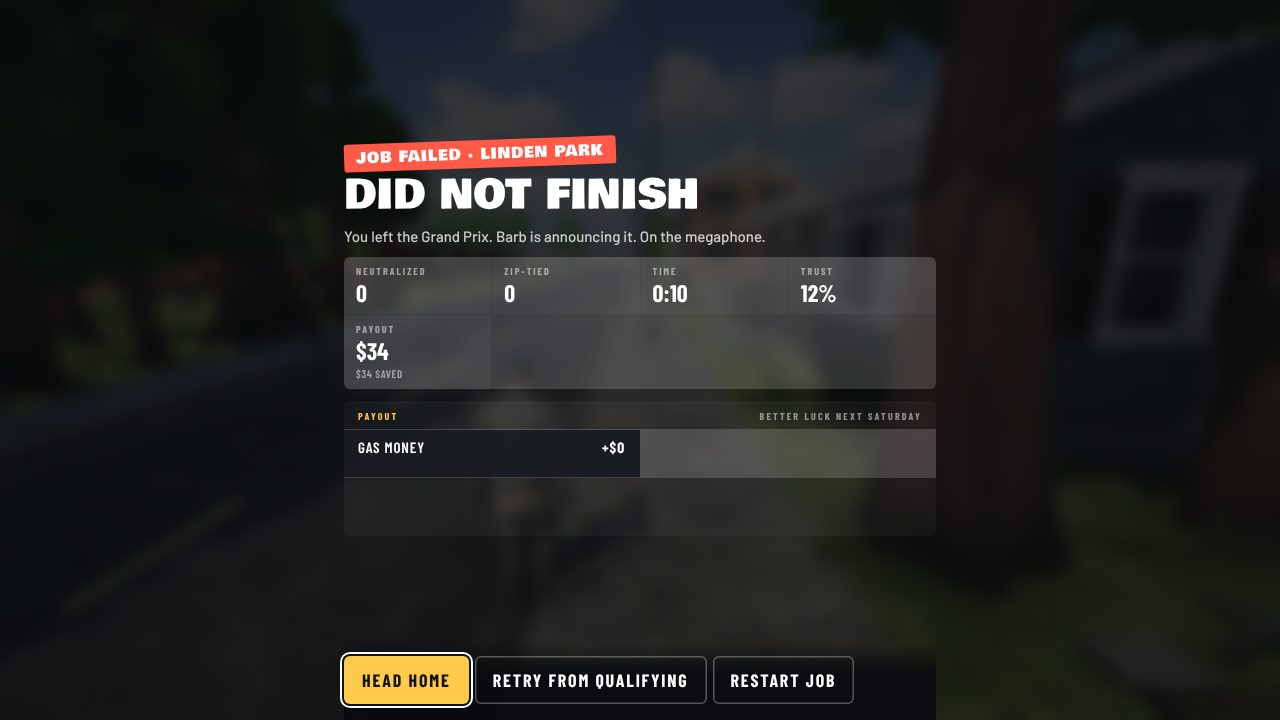 JOB FAILED · LINDEN PARK
DID NOT FINISH
You left the Grand Prix. Barb is announcing it. On the megaphone.
NEUTRALIZED
0
ZIP-TIED
0
TIME
0:10
TRUST
12%
PAYOUT
$34
$34 SAVED
PAYOUT
BETTER LUCK NEXT SATURDAY
GAS MONEY
+$0
HEAD HOME
RETRY FROM QUALIFYING
RESTART JOB